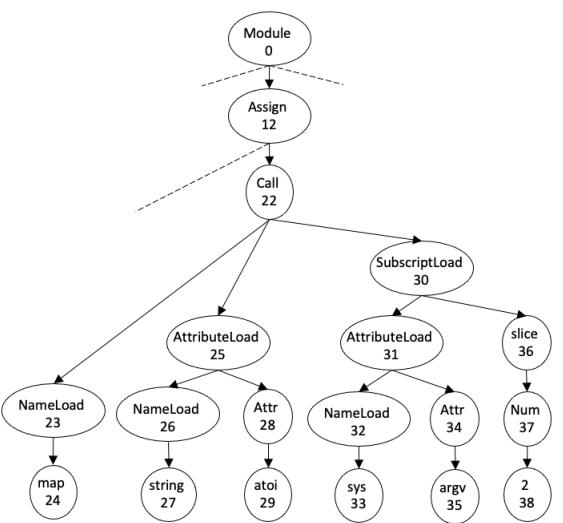 Module
0
Assign
12
Call
22
SubscriptLoad
30
AttributeLoad
25
AttributeLoad
31
slice
36
NameLoad
23
NameLoad
26
Attr
28
NameLoad
32
Attr
34
Num
37
map
24
string
27
atoi
29
sys
33
argv
35
2
38